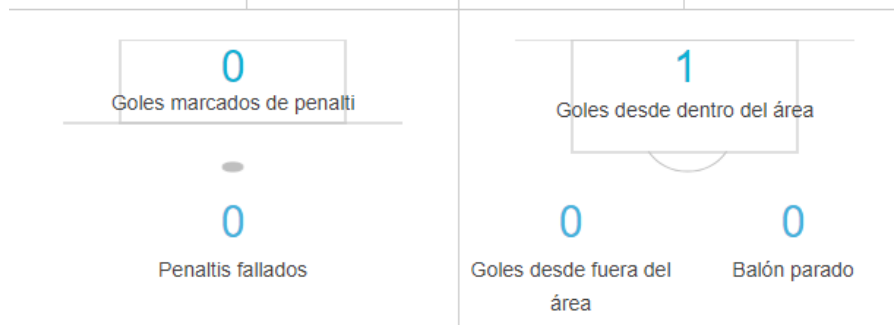 0
Goles marcados de penalti
0
Penaltis fallados
1
Goles desde dentro del área
0
Goles desde fuera del
área
0
Balón parado